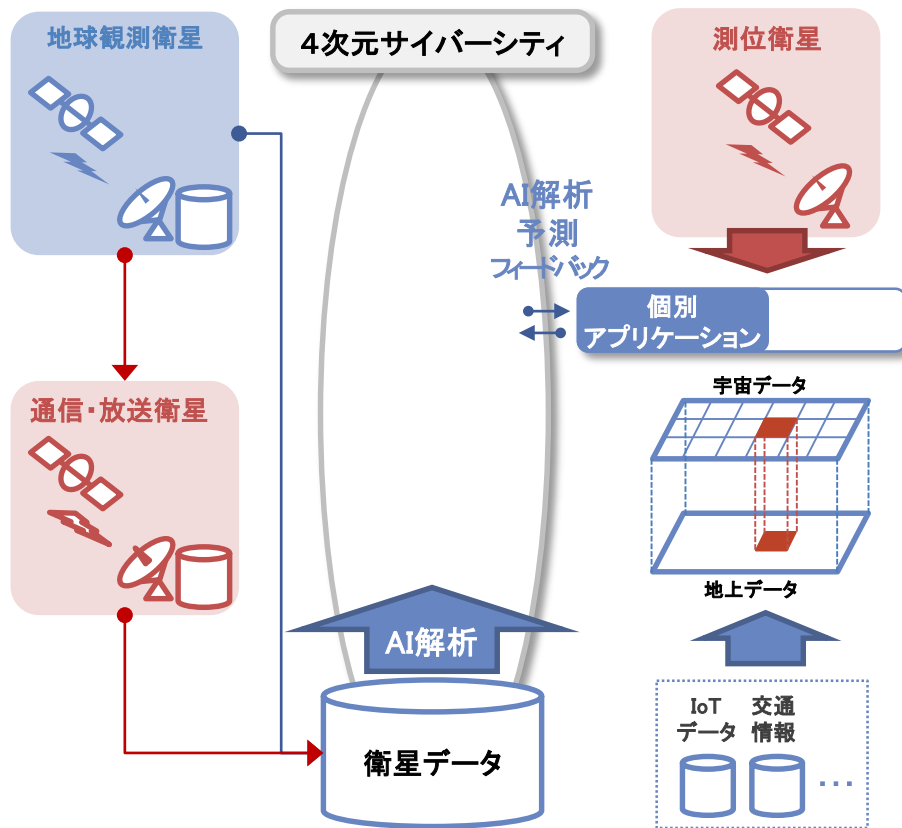 地球観測衛星
4次元サイバーシティ
測位衛星
AI解析
予測
フィードバック
個別
アプリケーション
通信・放送衛星
宇宙データ
地上データ
AI解析
衛星データ
IoT
データ
交通
情報
･･･